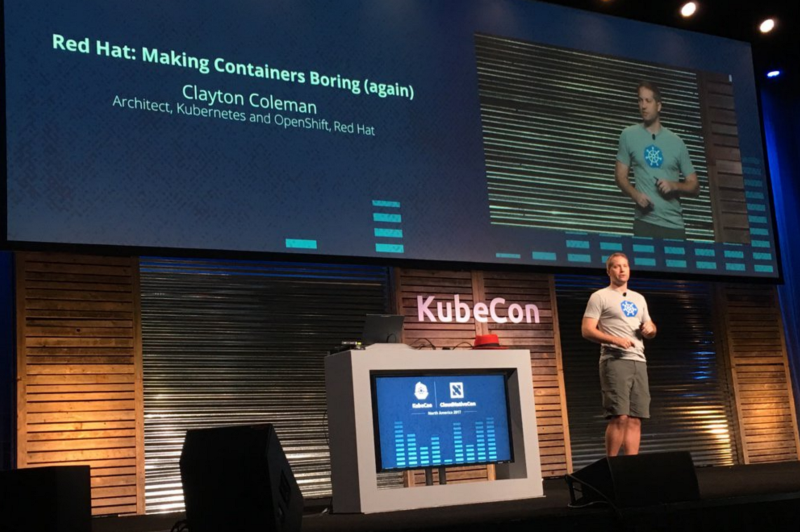 Red Hat: Making Containers Boring (again)
Clayton Coleman
Architect, Kubernetes and OpenShift, Red Hat
KubeCon
KubeCon
CloudNativeCon
North America 2017